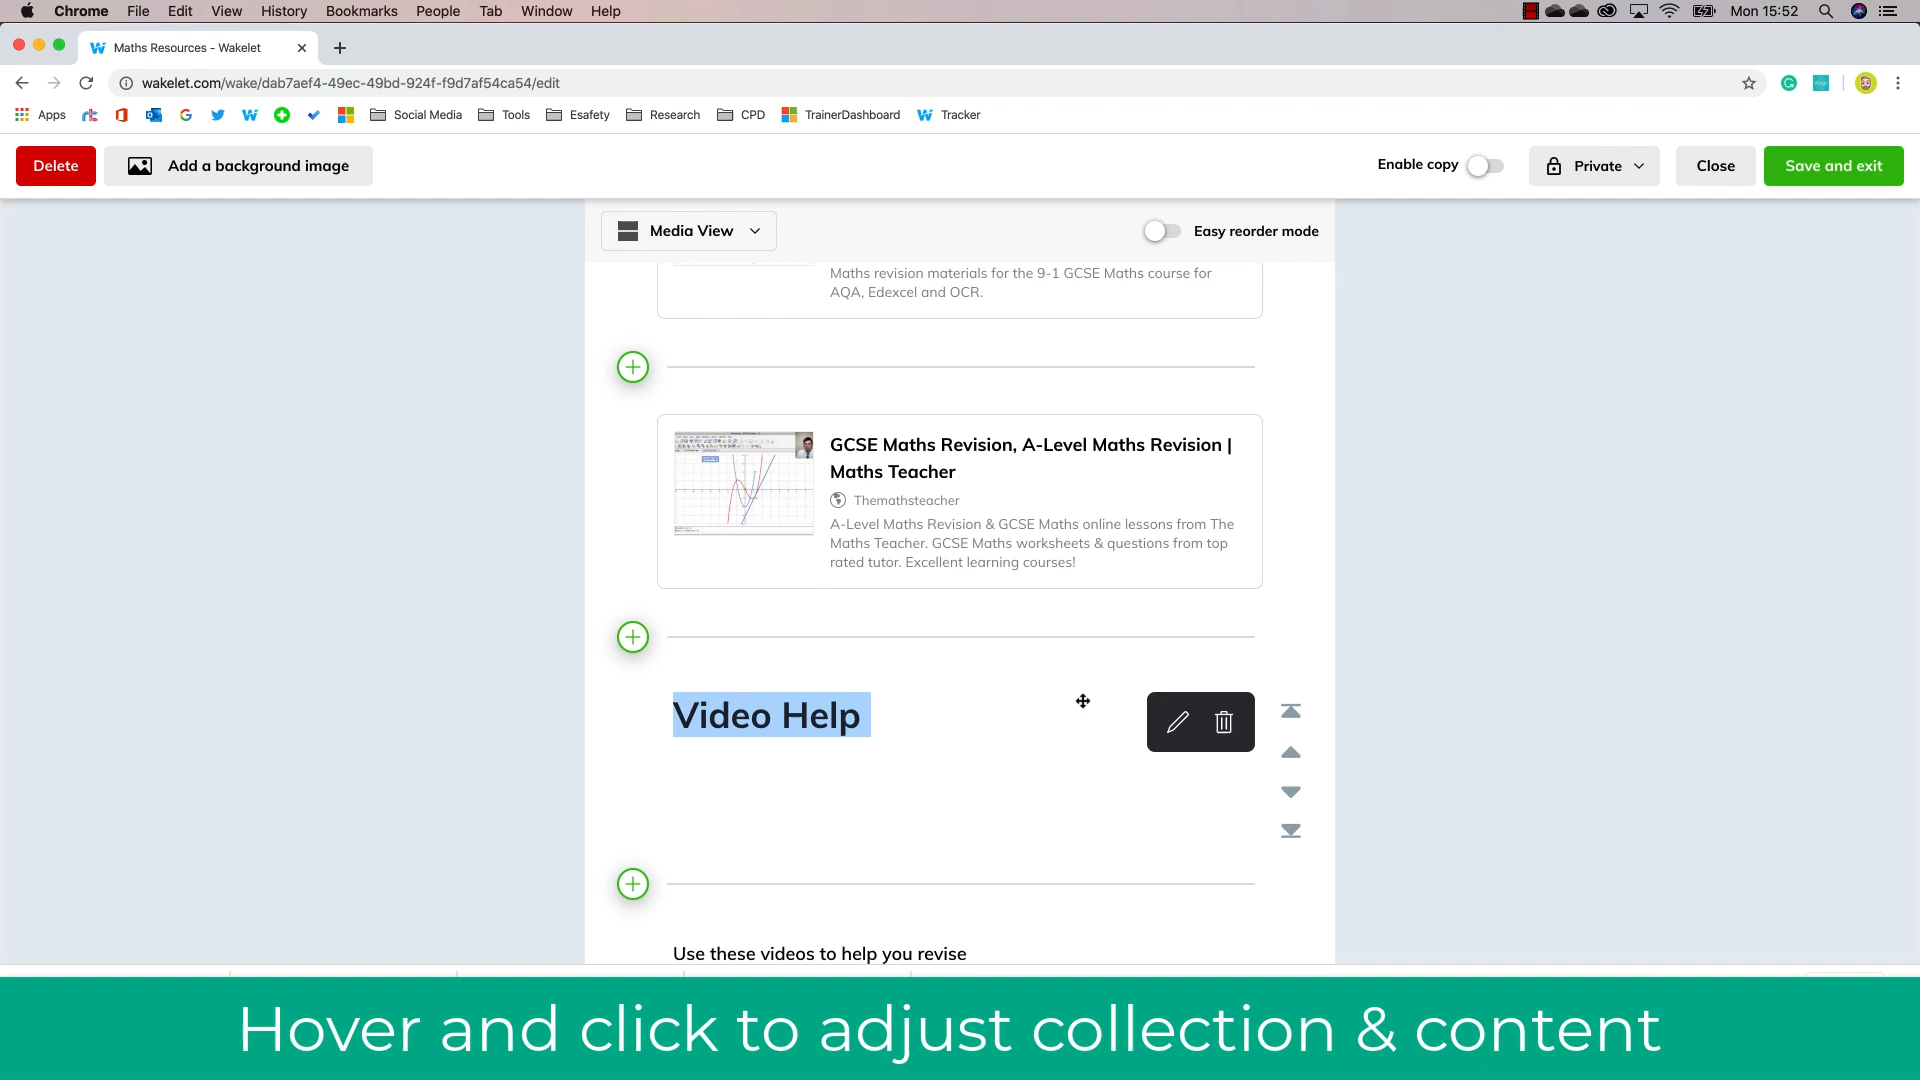 Chrome File Edit View History Bookmarks People Tab Window Help
Mon 15:52
Maths Resources - Wakelet
wakelet.com/wake/dab7aef4-49ec-49bd-924f-f9d7af54ca54/edit
Apps
Social Media
Tools
Esafety
Research
CPD
TrainerDashboard
Tracker
Delete
Add a background image
Enable copy
Private
Close
Save and exit
Media View
Easy reorder mode
Maths revision materials for the 9-1 GCSE Maths course for
AQA, Edexcel and OCR.
GCSE Maths Revision, A-Level Maths Revision |
Maths Teacher
Themathsteacher
A-Level Maths Revision & GCSE Maths online lessons from The
Maths Teacher. GCSE Maths worksheets & questions from top
rated tutor. Excellent learning courses!
Video Help
Use these videos to help you revise
Hover and click to adjust collection & content